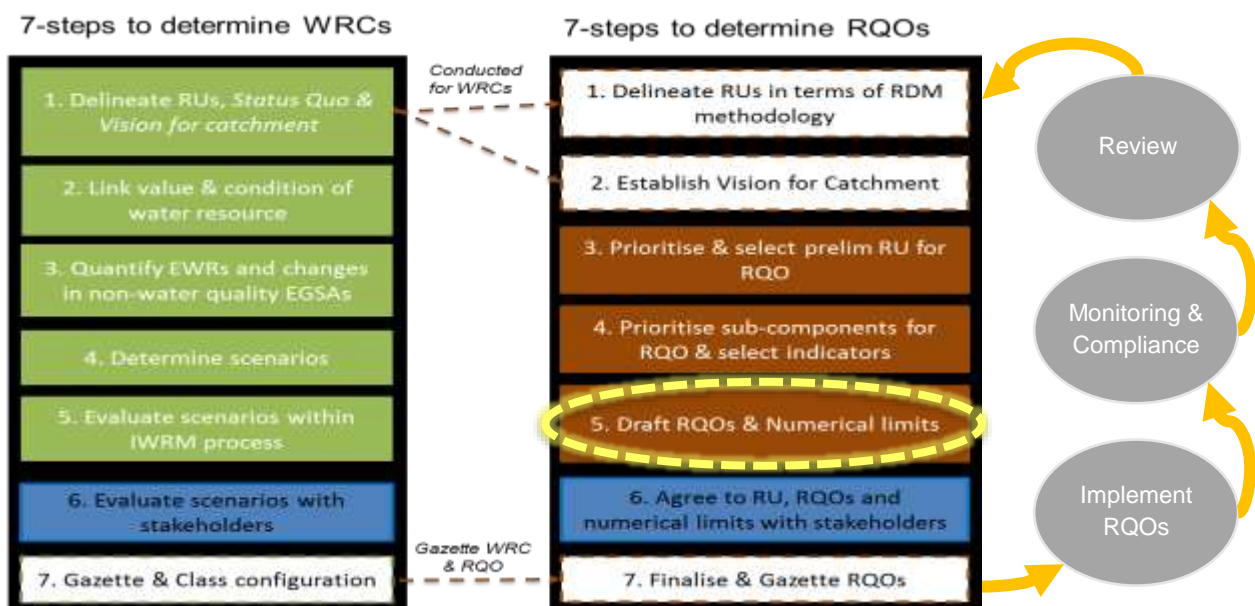 7-steps to determine WRCs
1. Delineate RUs, Status Quo &
Vision for catchment
2. Link value & condition of
water resource
3. Quantify EWRs and changes
in non-water quality EGSAs
4. Determine scenarios
5. Evaluate scenarios within
IWRM process
6. Evaluate scenarios with
stakeholders
7. Gazette & Class configuration
Conducted
for WRCs
Gazette WRC
& RQO
7-steps to determine RQOs
1. Delineate RUs in terms of RDM
methodology
2. Establish Vision for Catchment
3. Prioritise & select prelim RU for
RQO
4. Prioritise sub-components for
RQO & select indicators
5. Draft RQOs & Numerical limits
6. Agree to RU, RQOs and
numerical limits with stakeholders
7. Finalise & Gazette RQOs
Review
Monitoring &
Compliance
Implement
RQOs